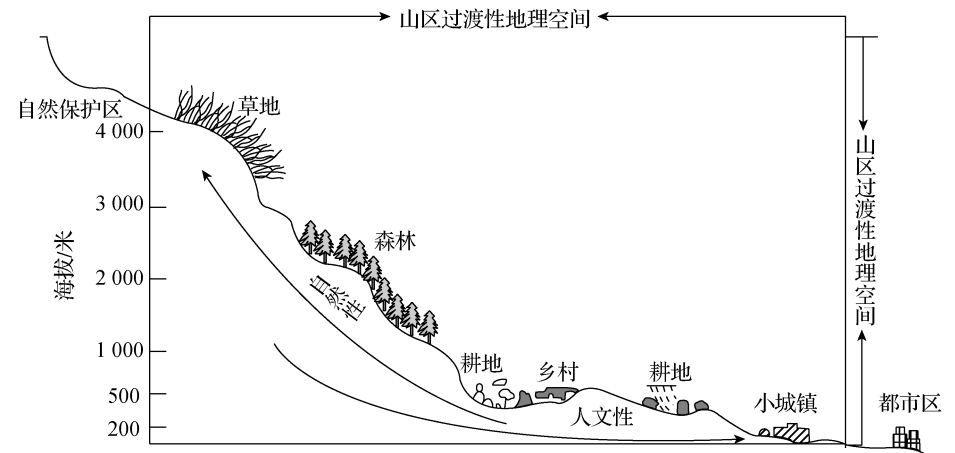 山区过渡性地理空间
自然保护区
草地
4 000
3 000
森林
海拔/米
2 000
自然性
山区过渡性地理空间
1 000
耕地
乡村
耕地
500
人文性
小城镇
都市区
200